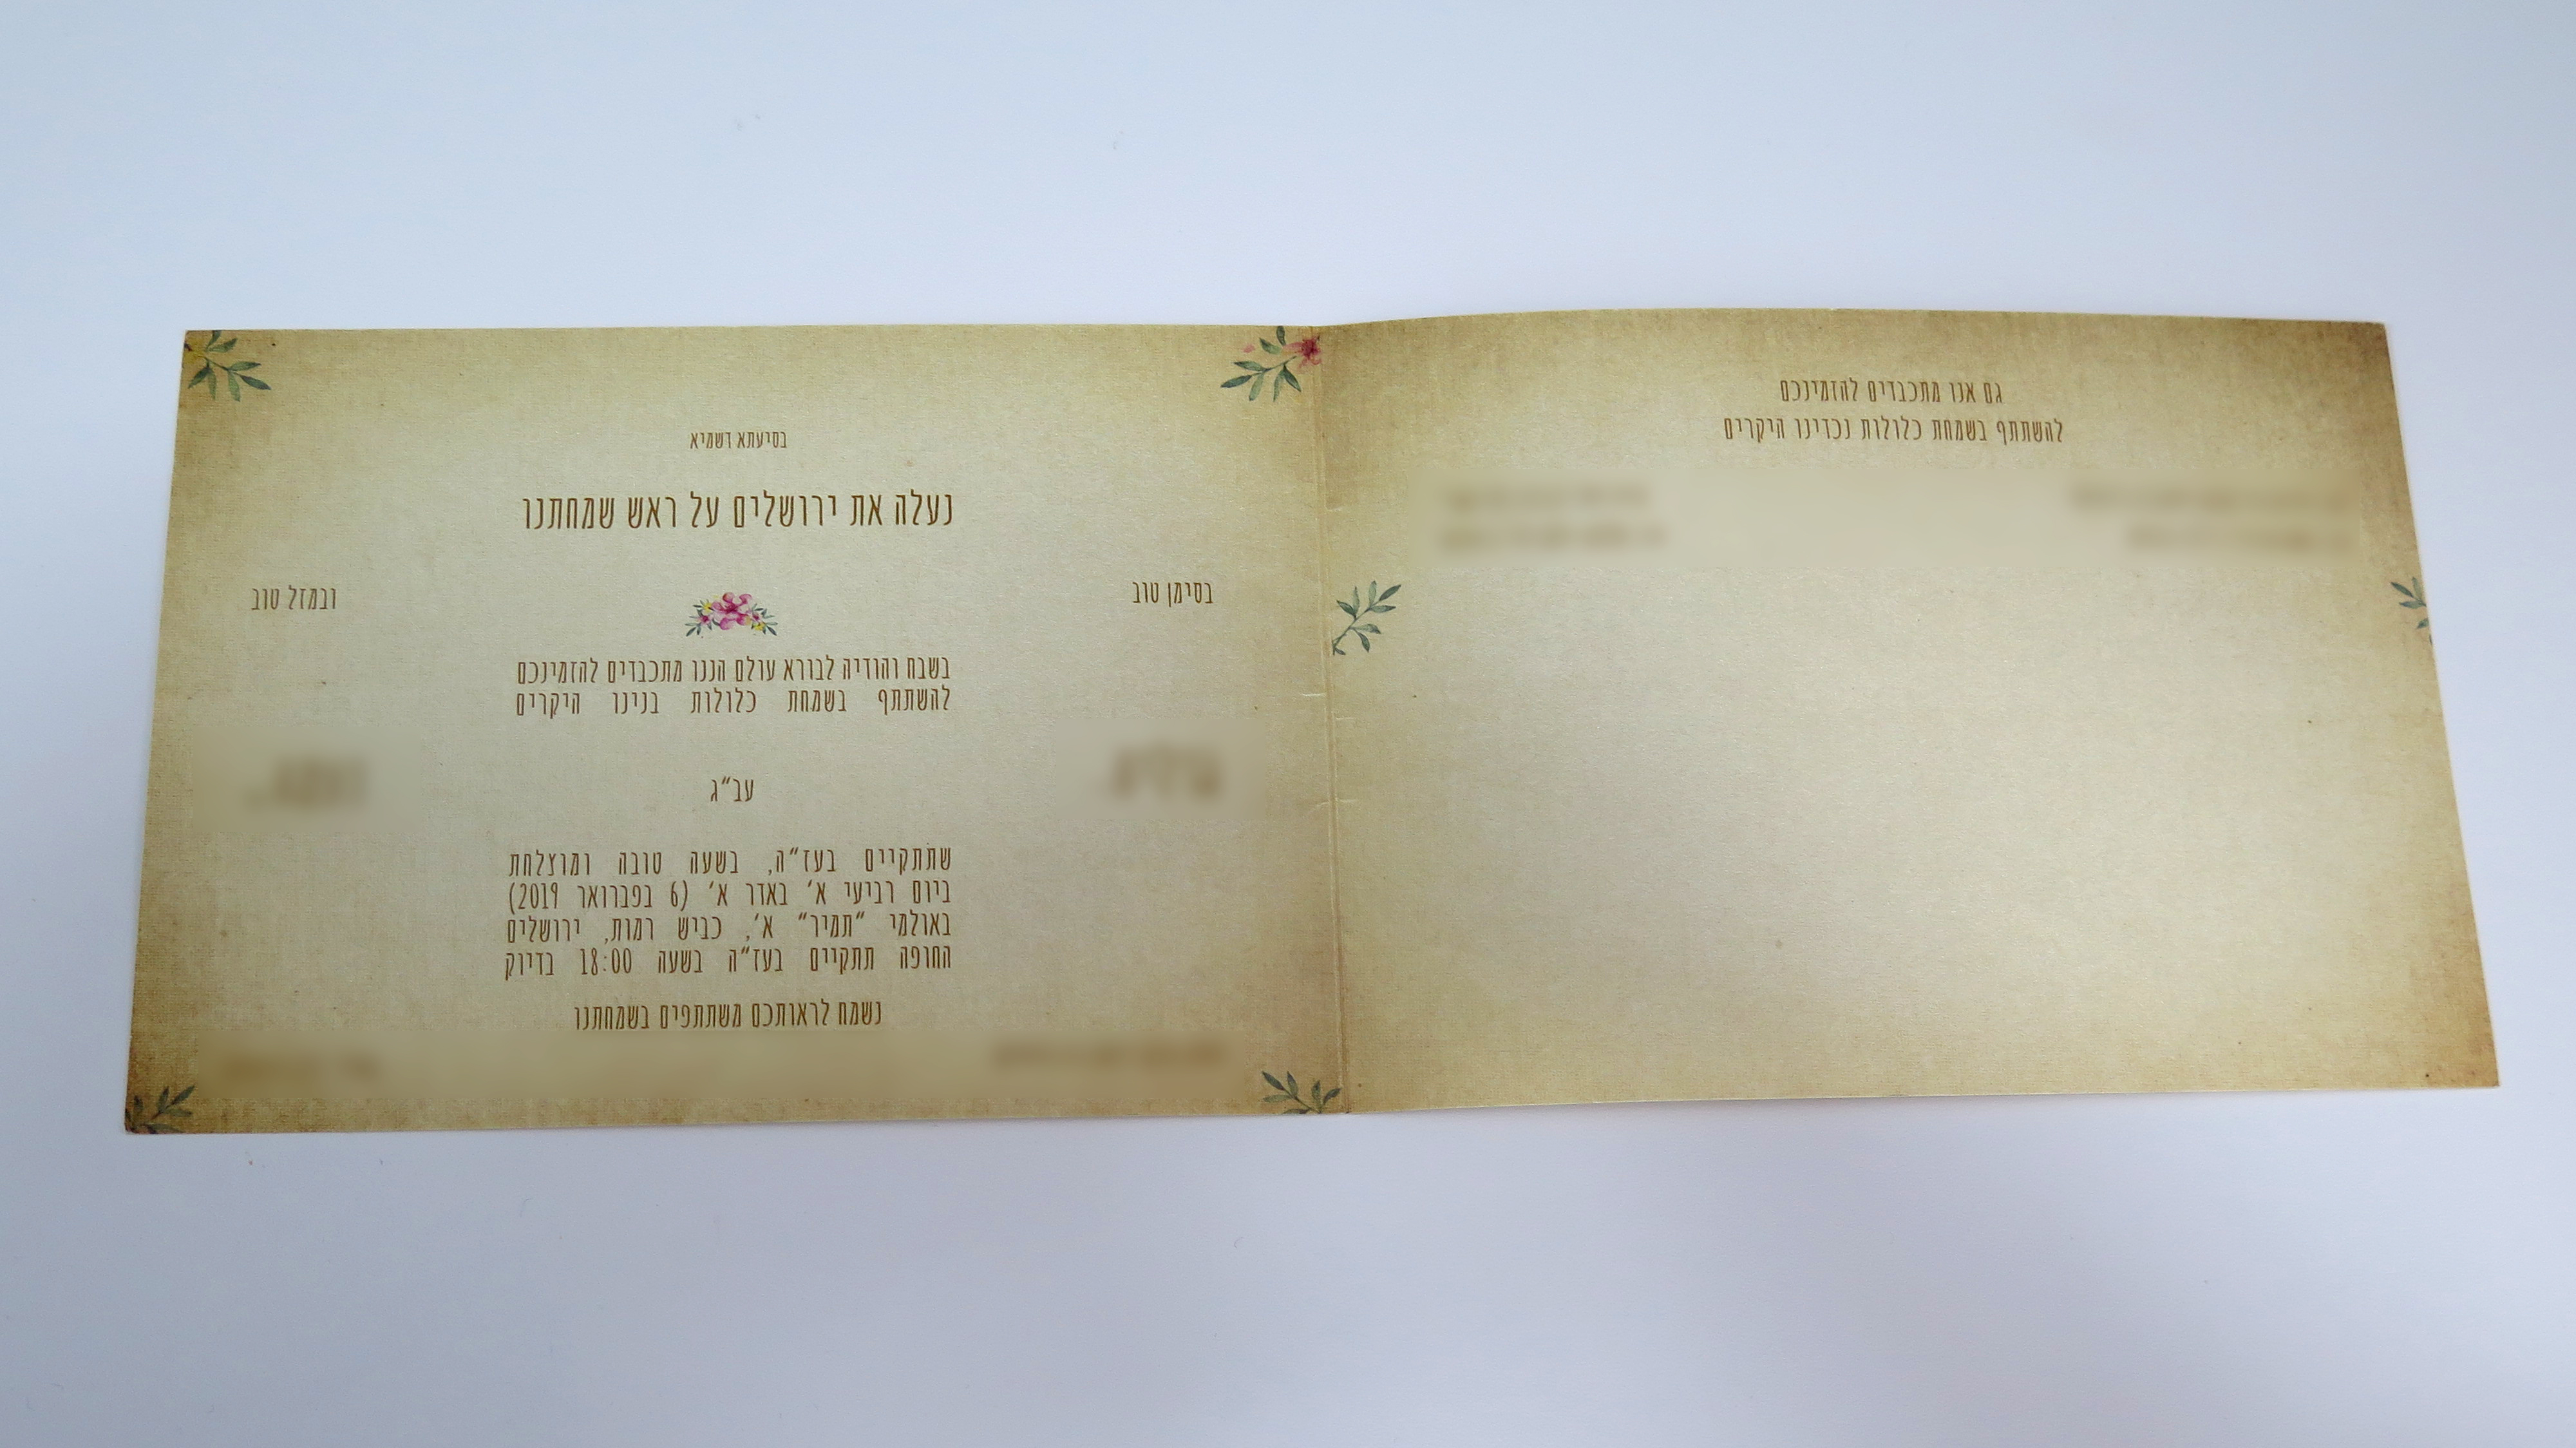 גם אנו מתכבדים להזמינכם
להשתתף בשמחת כלולות נכדינו היקרים
בסיעתא דשמיא
נעלה את ירושלים על ראש שמחתנו
בסימן טוב
ובמזל טוב
בשבח והודיה לבורא עולם הננו מתכבדים להזמינכם
להשתתף בשמחת כלולות בנינו היקרים
עב״ג
שתתקיים בעז״ה, בשעה טובה ומוצלחת
ביום רביעי א׳ באדר א׳ (6 בפברואר 2019)
באולמי ״תמיר״ א׳, כביש רמות, ירושלים
החופה תתקיים בעז״ה בשעה 18:00 בדיוק
נשמח לראותכם משתתפים בשמחתנו